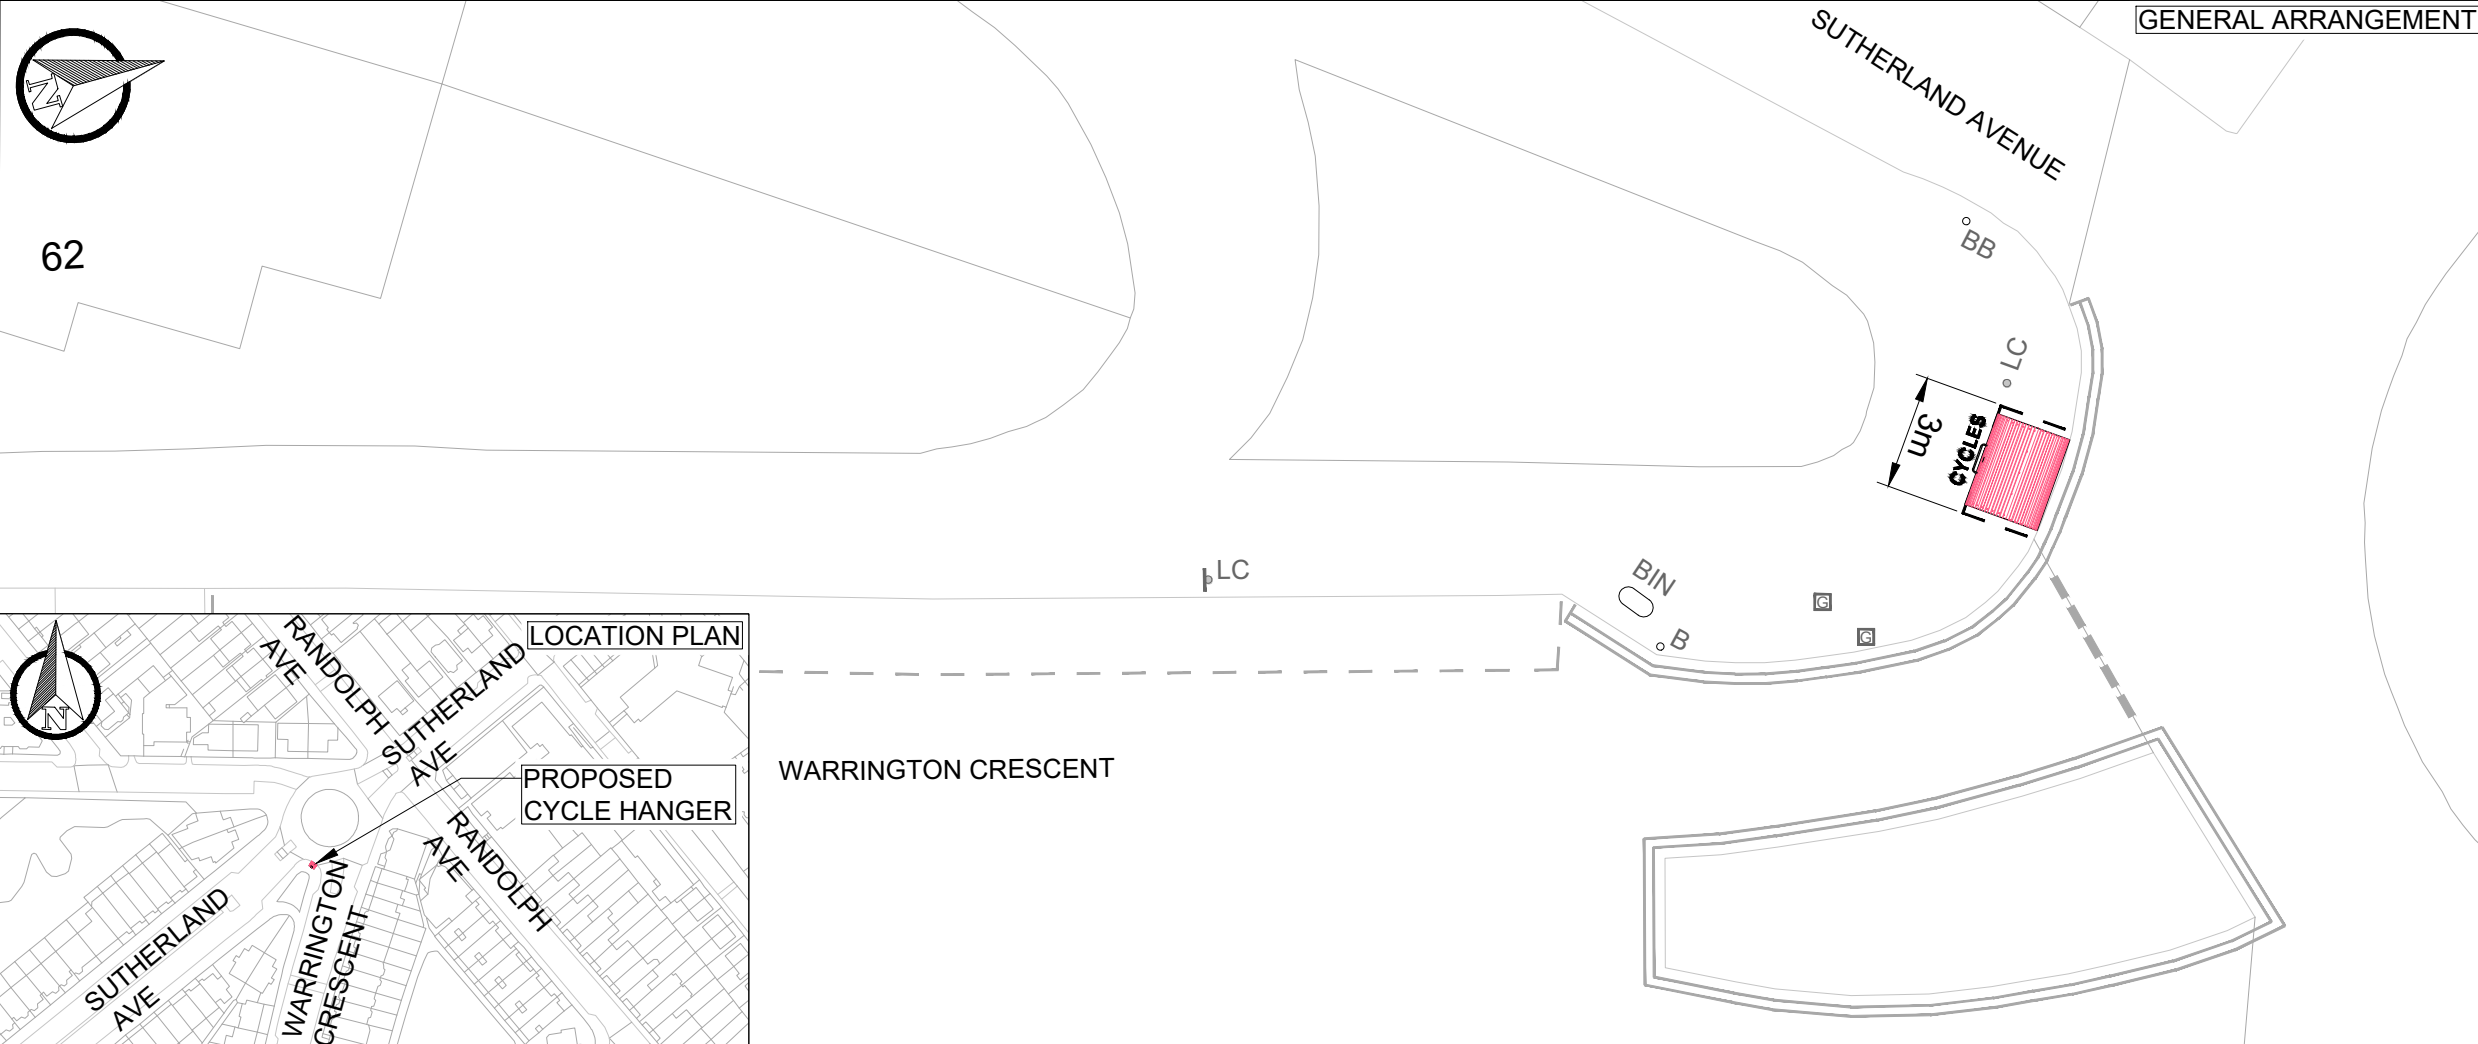 GENERAL ARRANGEMENT
N
SUTHERLAND AVENUE
62
BB
LC
3m
CYCLES
LC
BIN
B
G
G
WARRINGTON CRESCENT
LOCATION PLAN
N
RANDOLPH
AVE
SUTHERLAND
AVE
PROPOSED
CYCLE HANGER
RANDOLPH
AVE
SUTHERLAND
AVE
WARRINGTON
CRESCENT